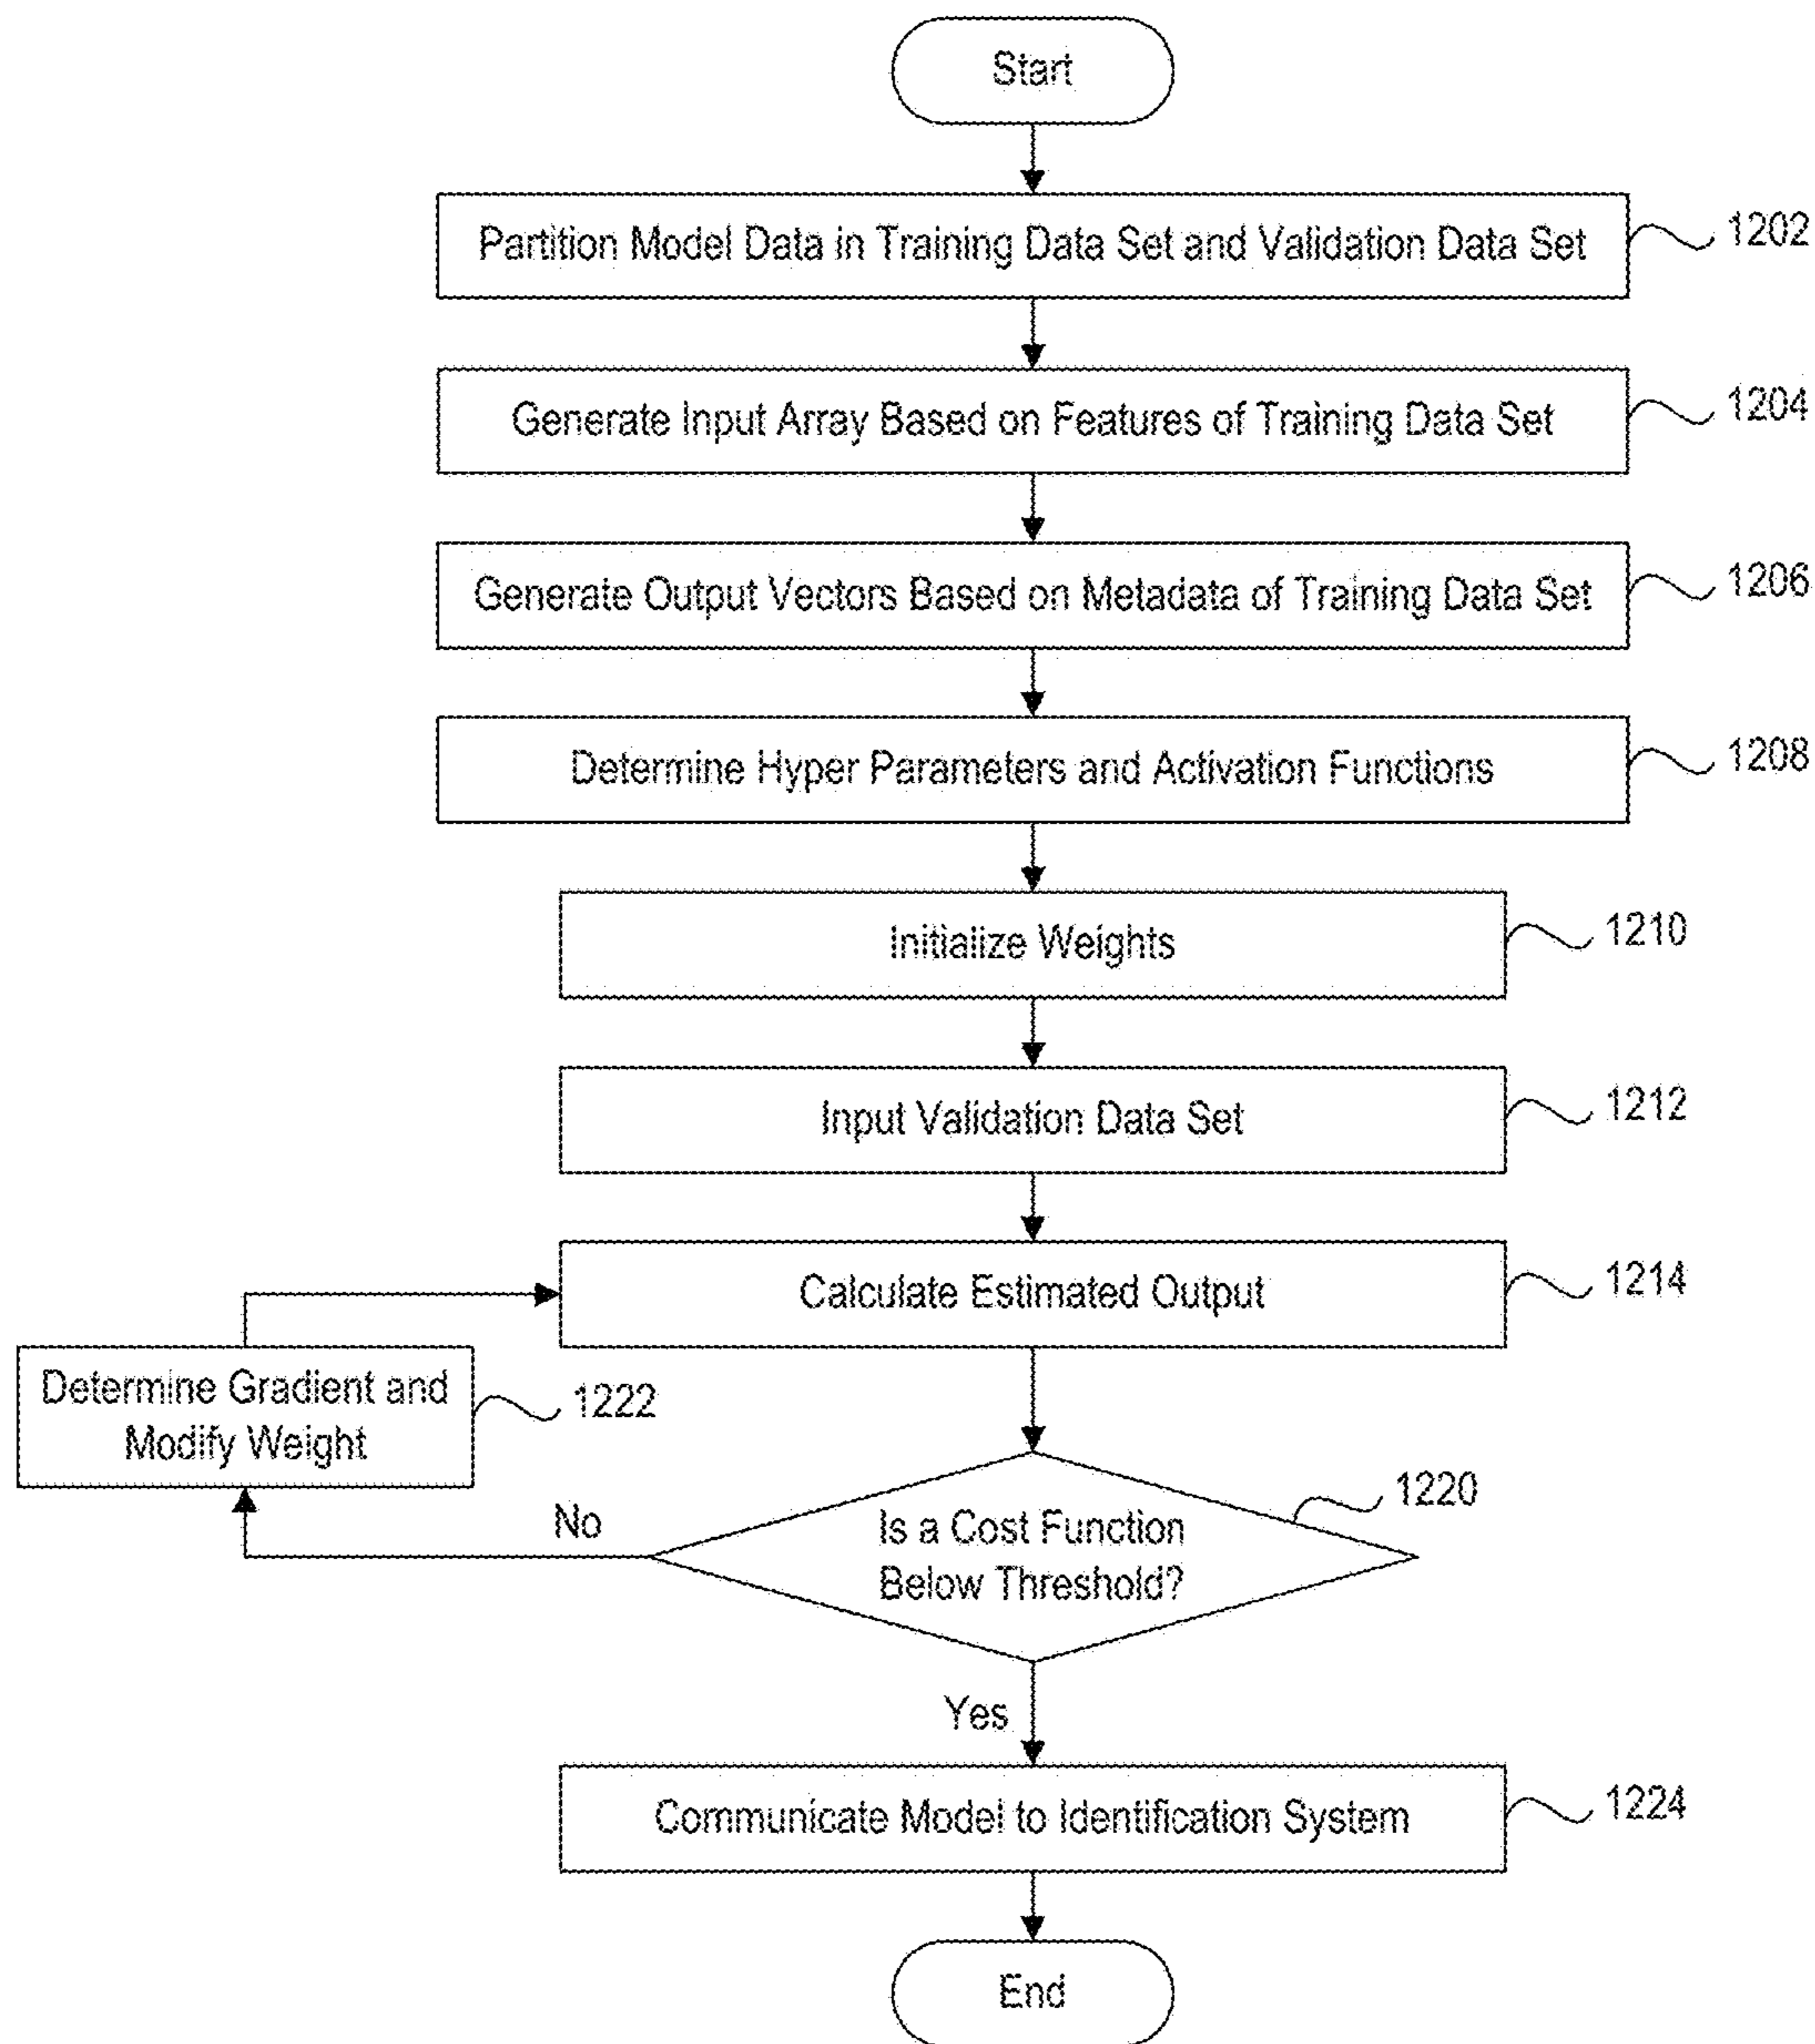 Start
Partition Model Data in Training Data Set and Validation Data Set
1202
Generate Input Array Based on Features of Training Data Set
1204
Generate Output Vectors Based on Metadata of Training Data Set
1206
Determine Hyper Parameters and Activation Functions
1208
Initialize Weights
1210
Input Validation Data Set
1212
Calculate Estimated Output
1214
Determine Gradient and
Modify Weight
1222
No
Is a Cost Function
Below Threshold?
1220
Yes
Communicate Model to Identification System
1224
End